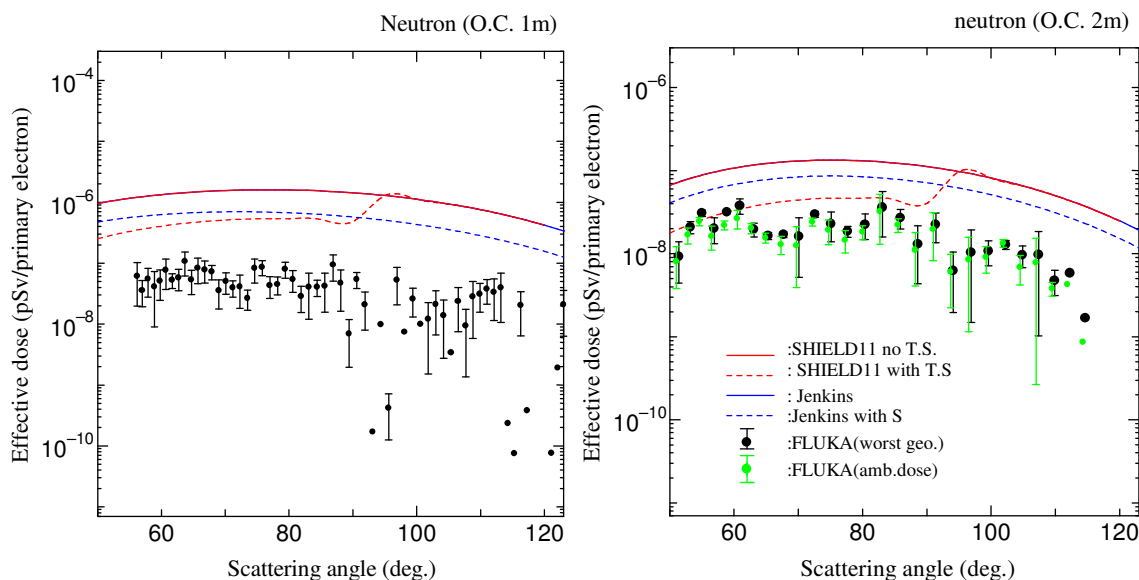 Neutron (O.C. 1m)
Effective dose (pSv/primary electron)
10^-4
10^-6
10^-8
10^-10
60 80 100 120
Scattering angle (deg.)
neutron (O.C. 2m)
Effective dose (pSv/primary electron)
10^-6
10^-8
10^-10
:SHIELD11 no T.S.
: SHIELD11 with T.S
: Jenkins
:Jenkins with S
:FLUKA(worst geo.)
:FLUKA(amb.dose)
60 80 100 120
Scattering angle (deg.)